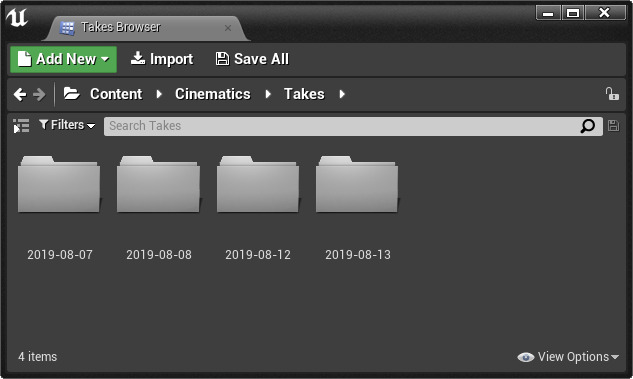 Takes Browser
Add New Import Save All
Content Cinematics Takes
Filters Search Takes
2019-08-07 2019-08-08 2019-08-12 2019-08-13
4 items View Options